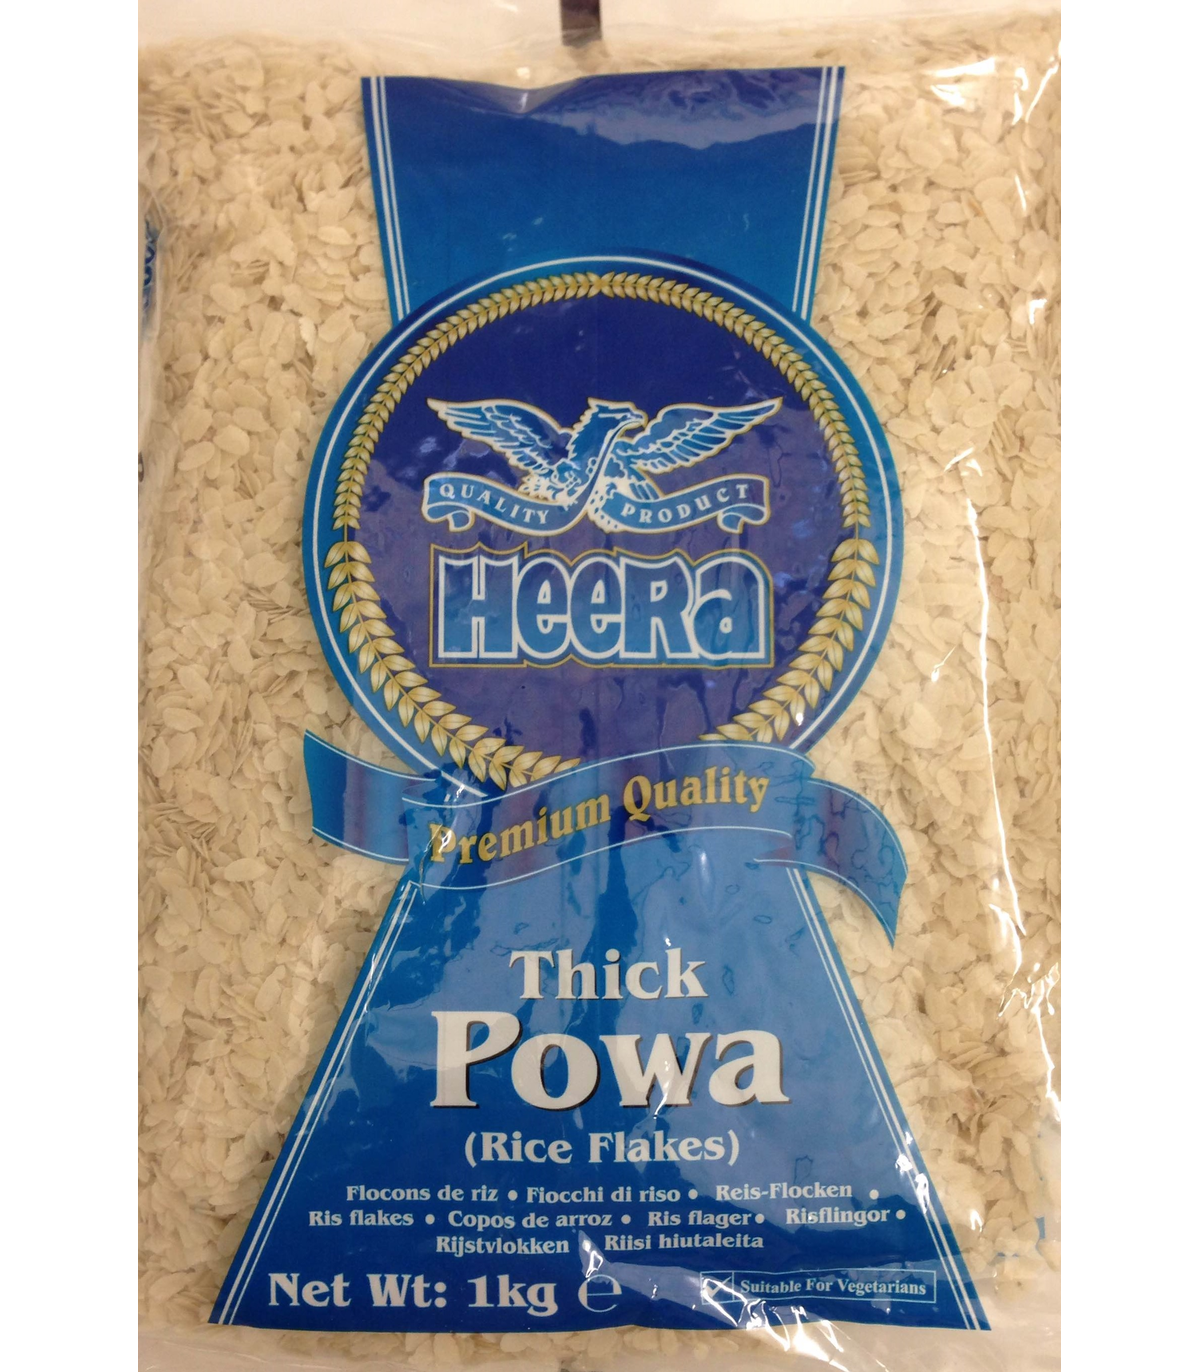 QUALITY PRODUCT
HeeRa
Premium Quality
Thick
Powa
(Rice Flakes)
Flocons de riz • Fiocchi di riso • Reis-Flocken •
Ris flakes • Copos de arroz • Ris flager • Risflingor •
Rijstvlokken • Riisi hiutaleita
Net Wt: 1kg ℮
Suitable For Vegetarians